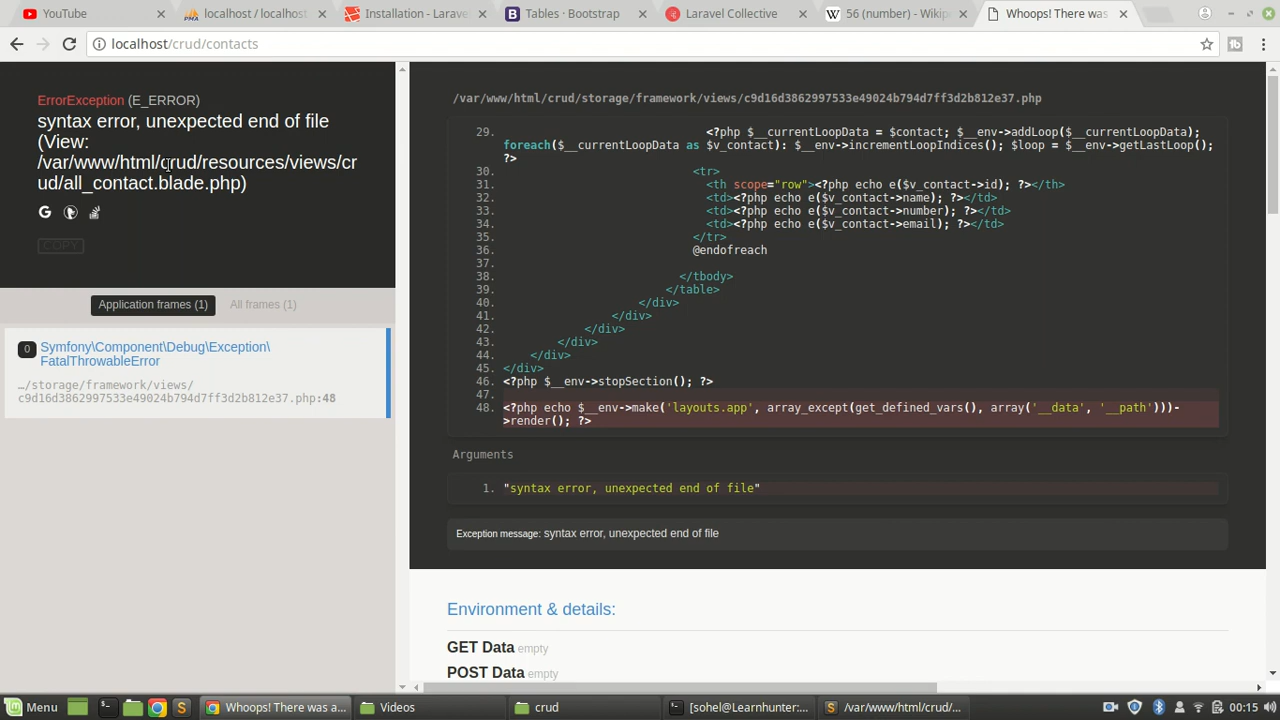 YouTube
localhost / localhos
Installation - Larave
Tables · Bootstrap
Laravel Collective
56 (number) - Wikip
Whoops! There was
localhost/crud/contacts
ErrorException (E_ERROR)
syntax error, unexpected end of file
(View:
/var/www/html/crud/resources/views/cr
ud/all_contact.blade.php)
COPY
Application frames (1)
All frames (1)
0
Symfony\Component\Debug\Exception\
FatalThrowableError
…/storage/framework/views/
c9d16d3862997533e49024b794d7ff3d2b812e37.php:48
/var/www/html/crud/storage/framework/views/c9d16d3862997533e49024b794d7ff3d2b812e37.php
29. <?php $__currentLoopData = $contact; $__env->addLoop($__currentLoopData);
foreach($__currentLoopData as $v_contact): $__env->incrementLoopIndices(); $loop = $__env->getLastLoop();
?>
30. <tr>
31. <th scope="row"><?php echo e($v_contact->id); ?></th>
32. <td><?php echo e($v_contact->name); ?></td>
33. <td><?php echo e($v_contact->number); ?></td>
34. <td><?php echo e($v_contact->email); ?></td>
35. </tr>
36. @endofreach
37.
38. </tbody>
39. </table>
40. </div>
41. </div>
42. </div>
43. </div>
44. </div>
45. </div>
46. <?php $__env->stopSection(); ?>
47.
48. <?php echo $__env->make('layouts.app', array_except(get_defined_vars(), array('__data', '__path')))-
>render(); ?>
Arguments
1. "syntax error, unexpected end of file"
Exception message: syntax error, unexpected end of file
Environment & details:
GET Data empty
POST Data empty
Menu
Whoops! There was a...
Videos
crud
[sohel@Learnhunter:...
/var/www/html/crud/...
00:15